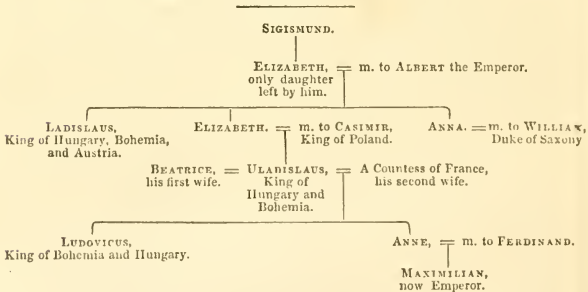 SIGISMUND.
ELIZABETH, = m. to ALBERT the Emperor.
only daughter
left by him.
LADISLAUS, ELIZABETH. = m. to CASIMIR, ANNA. = m. to WILLIAM,
King of Hungary, Bohemia, King of Poland. Duke of Saxony
and Austria.
BEATRICE, = ULADISLAUS, = A Countess of France,
his first wife. King of his second wife.
Hungary and
Bohemia.
LUDOVICUS, ANNE, = m. to FERDINAND.
King of Bohemia and Hungary.
MAXIMILIAN,
now Emperor.